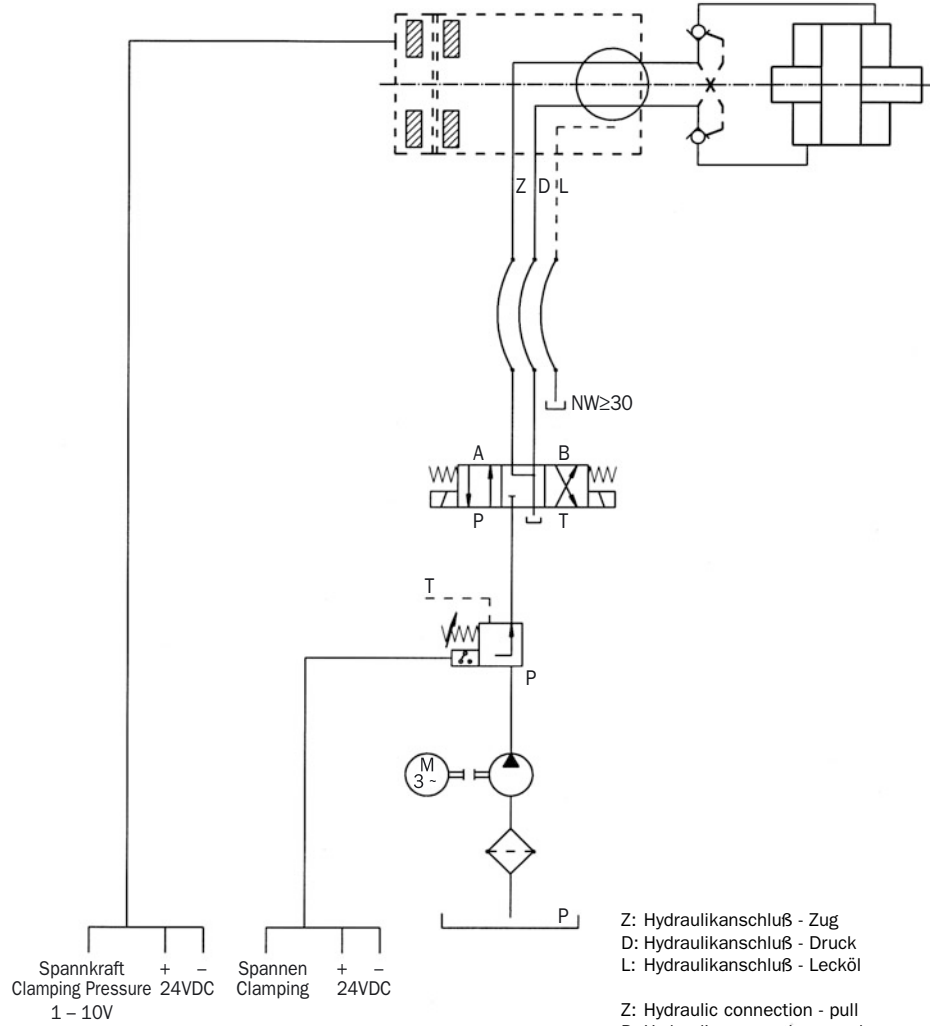 Z D L
NW≥30
A B
P T
T
P
M
3 ~
P
Spannkraft + –
Clamping Pressure 24VDC
1 – 10V
Spannen + –
Clamping 24VDC
Z: Hydraulikanschluß - Zug
D: Hydraulikanschluß - Druck
L: Hydraulikanschluß - Lecköl
Z: Hydraulic connection - pull